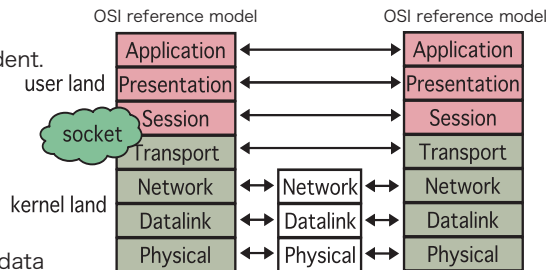 OSI reference model
OSI reference model
dent.
user land
kernel land
data
socket
Application
Presentation
Session
Transport
Network
Datalink
Physical
Network
Datalink
Physical
Application
Presentation
Session
Transport
Network
Datalink
Physical